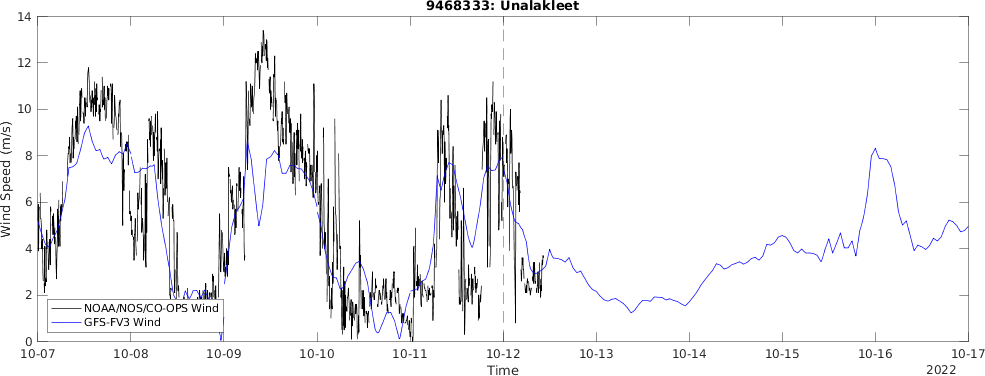 9468333: Unalakleet
Wind Speed (m/s)
14
12
10
8
6
4
2
0
NOAA/NOS/CO-OPS Wind
GFS-FV3 Wind
10-07 10-08 10-09 10-10 10-11 10-12 10-13 10-14 10-15 10-16 10-17
Time
2022